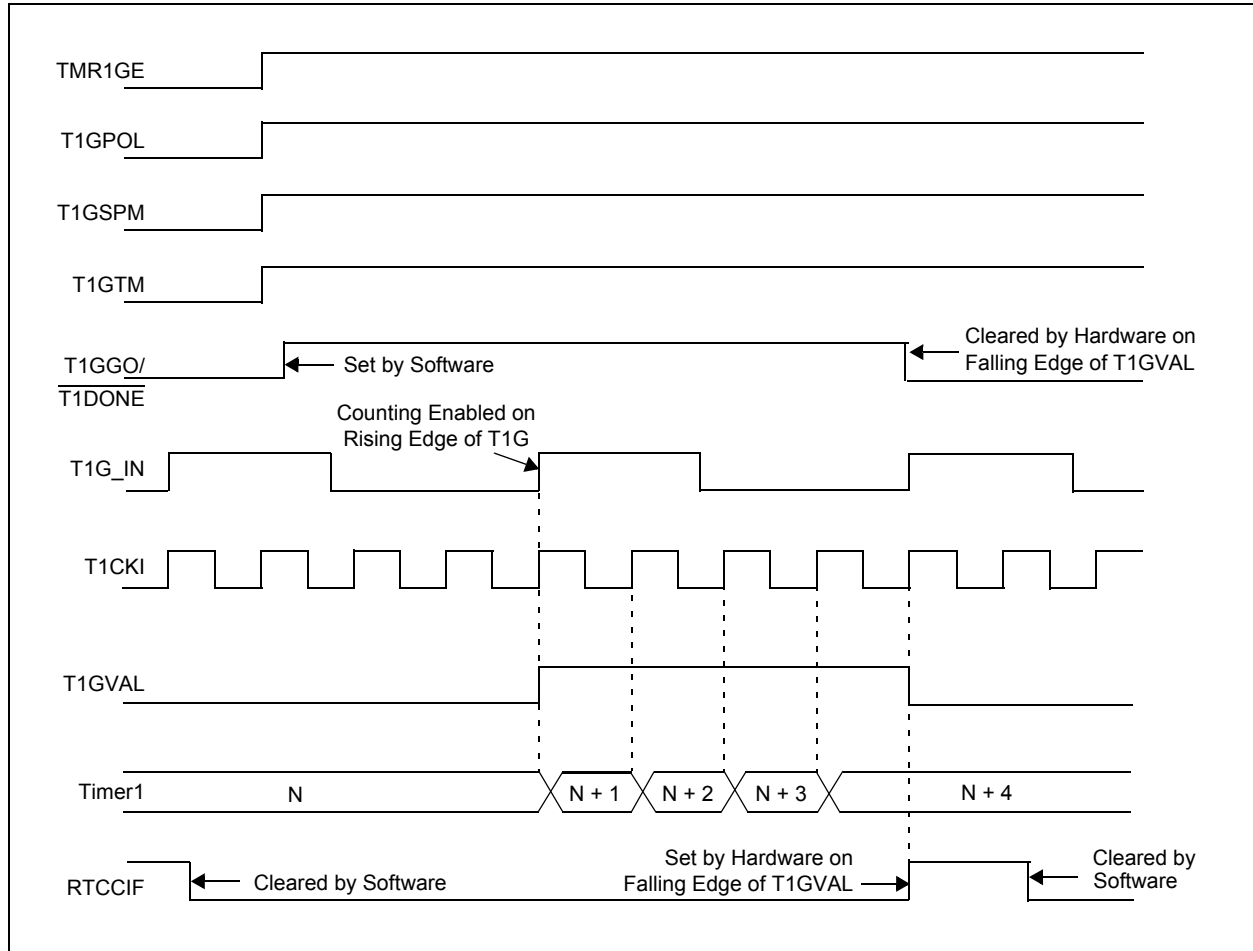 TMR1GE
T1GPOL
T1GSPM
T1GTM
T1GGO/
T1DONE
Set by Software
Cleared by Hardware on
Falling Edge of T1GVAL
Counting Enabled on
Rising Edge of T1G
T1G_IN
T1CKI
T1GVAL
Timer1
N
N + 1
N + 2
N + 3
N + 4
RTCCIF
Cleared by Software
Set by Hardware on
Falling Edge of T1GVAL
Cleared by
Software